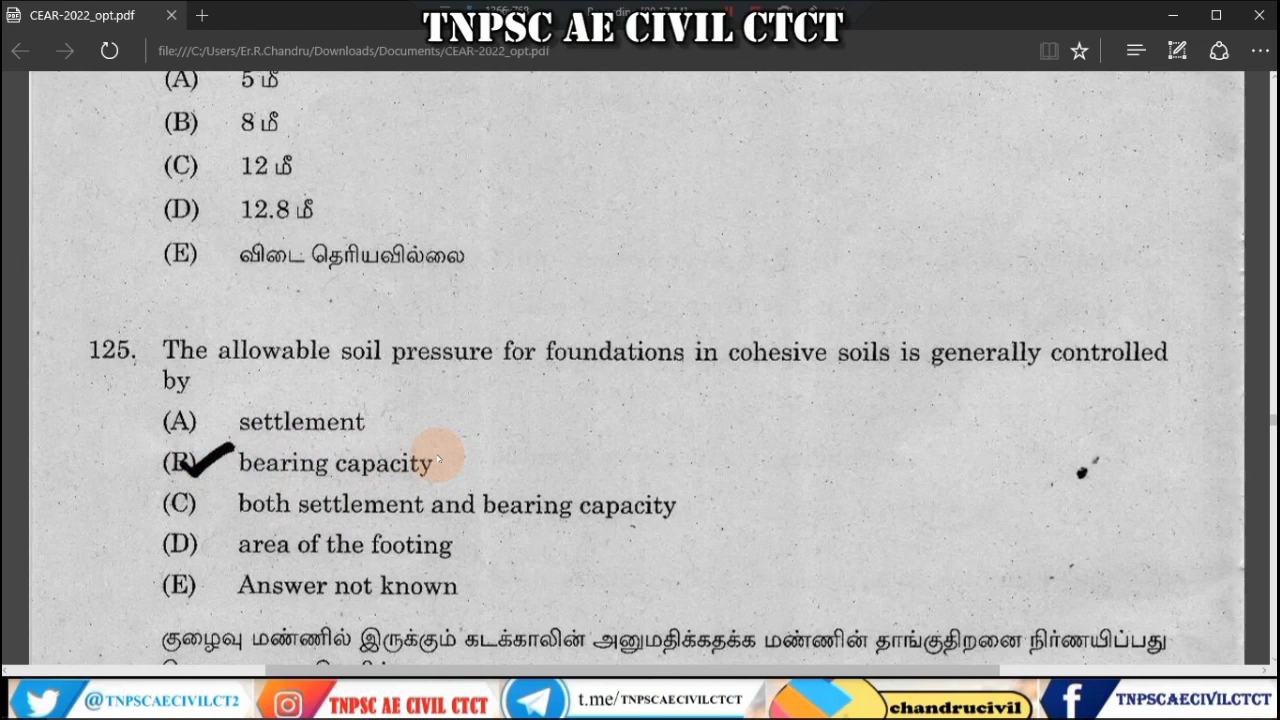 CEAR-2022_opt.pdf
TNPSC AE CIVIL CTCT
file:///C:/Users/Er.R.Chandru/Downloads/Documents/CEAR-2022_opt.pdf
(A) 5 மீ
(B) 8 மீ
(C) 12 மீ
(D) 12.8 மீ
(E) விடை தெரியவில்லை
125. The allowable soil pressure for foundations in cohesive soils is generally controlled
by
(A) settlement
(B) bearing capacity
(C) both settlement and bearing capacity
(D) area of the footing
(E) Answer not known
குழைவு மண்ணில் இருக்கும் கடக்காலின் அனுமதிக்கதக்க மண்ணின் தாங்குதிறனை நிர்ணயிப்பது
@TNPSCAECIVILCT2 TNPSC AE CIVIL CTCT t.me/TNPSCAECIVILCTCT chandrucivil TNPSCAECIVILCTCT